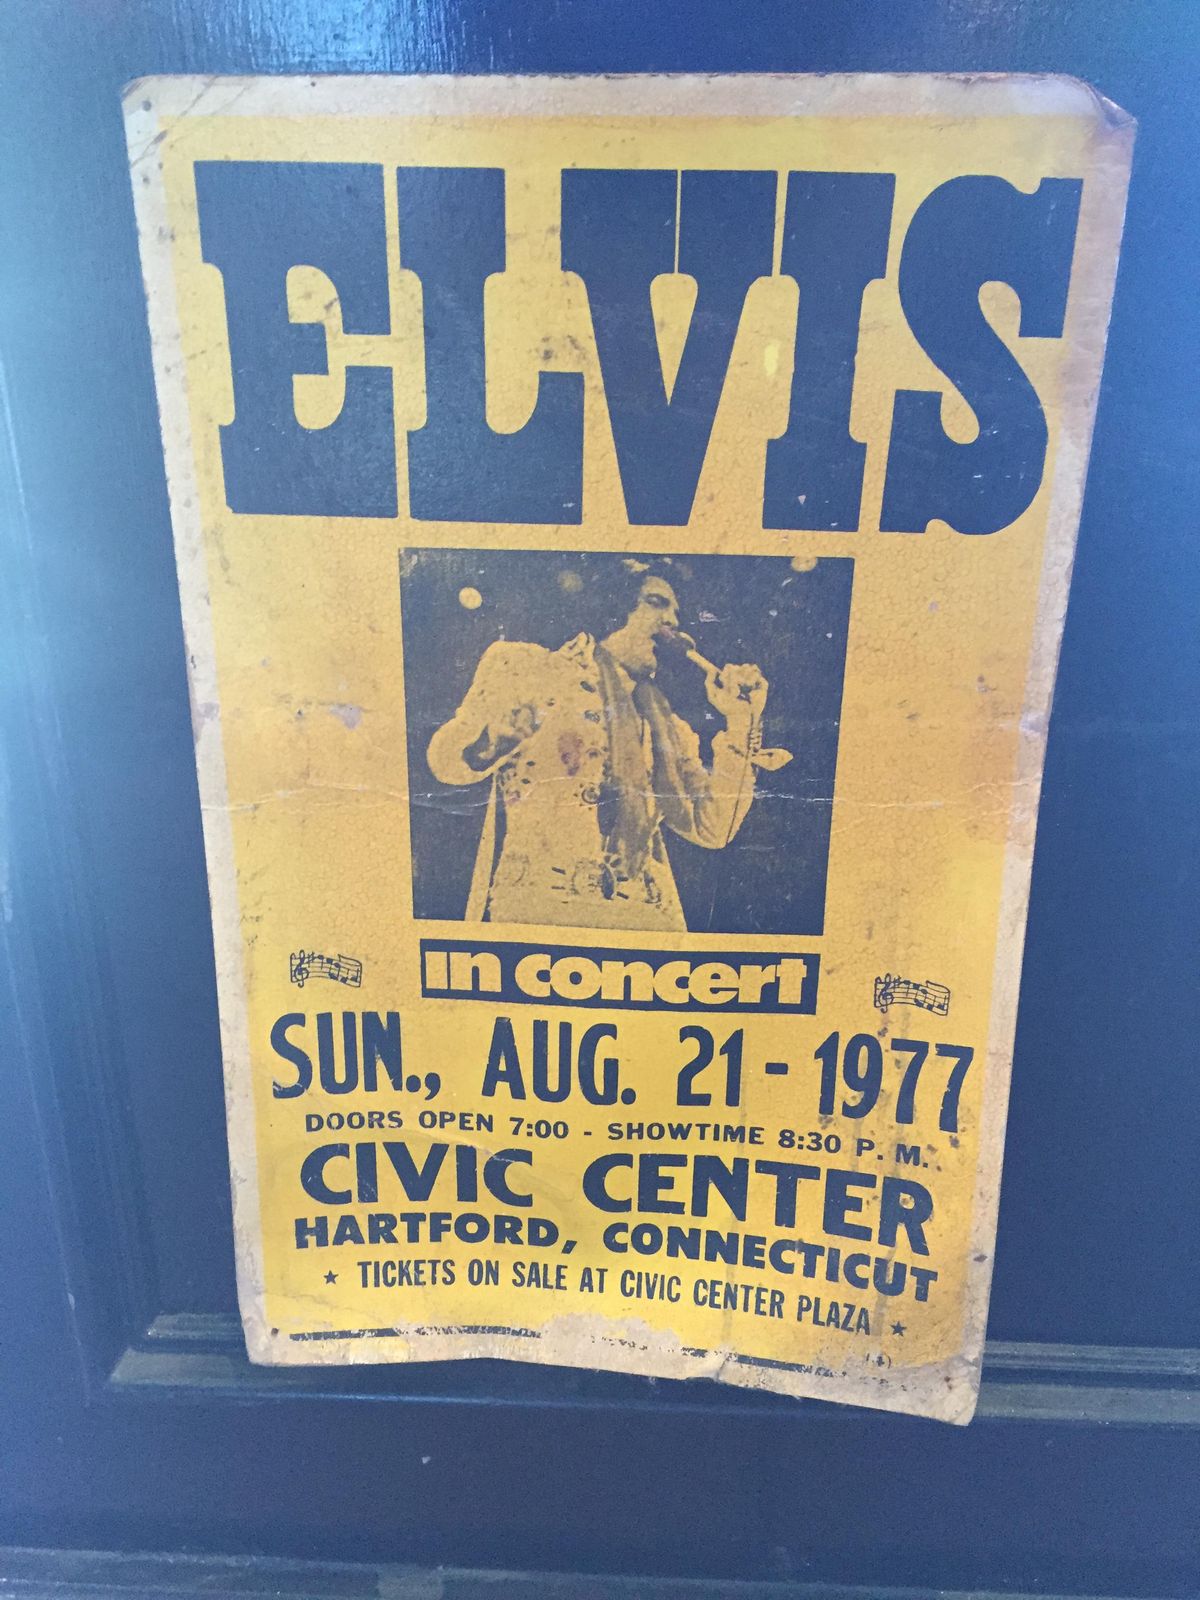 ELVIS
in concert
SUN., AUG. 21 - 1977
DOORS OPEN 7:00 - SHOWTIME 8:30 P. M.
CIVIC CENTER
HARTFORD, CONNECTICUT
★ TICKETS ON SALE AT CIVIC CENTER PLAZA ★